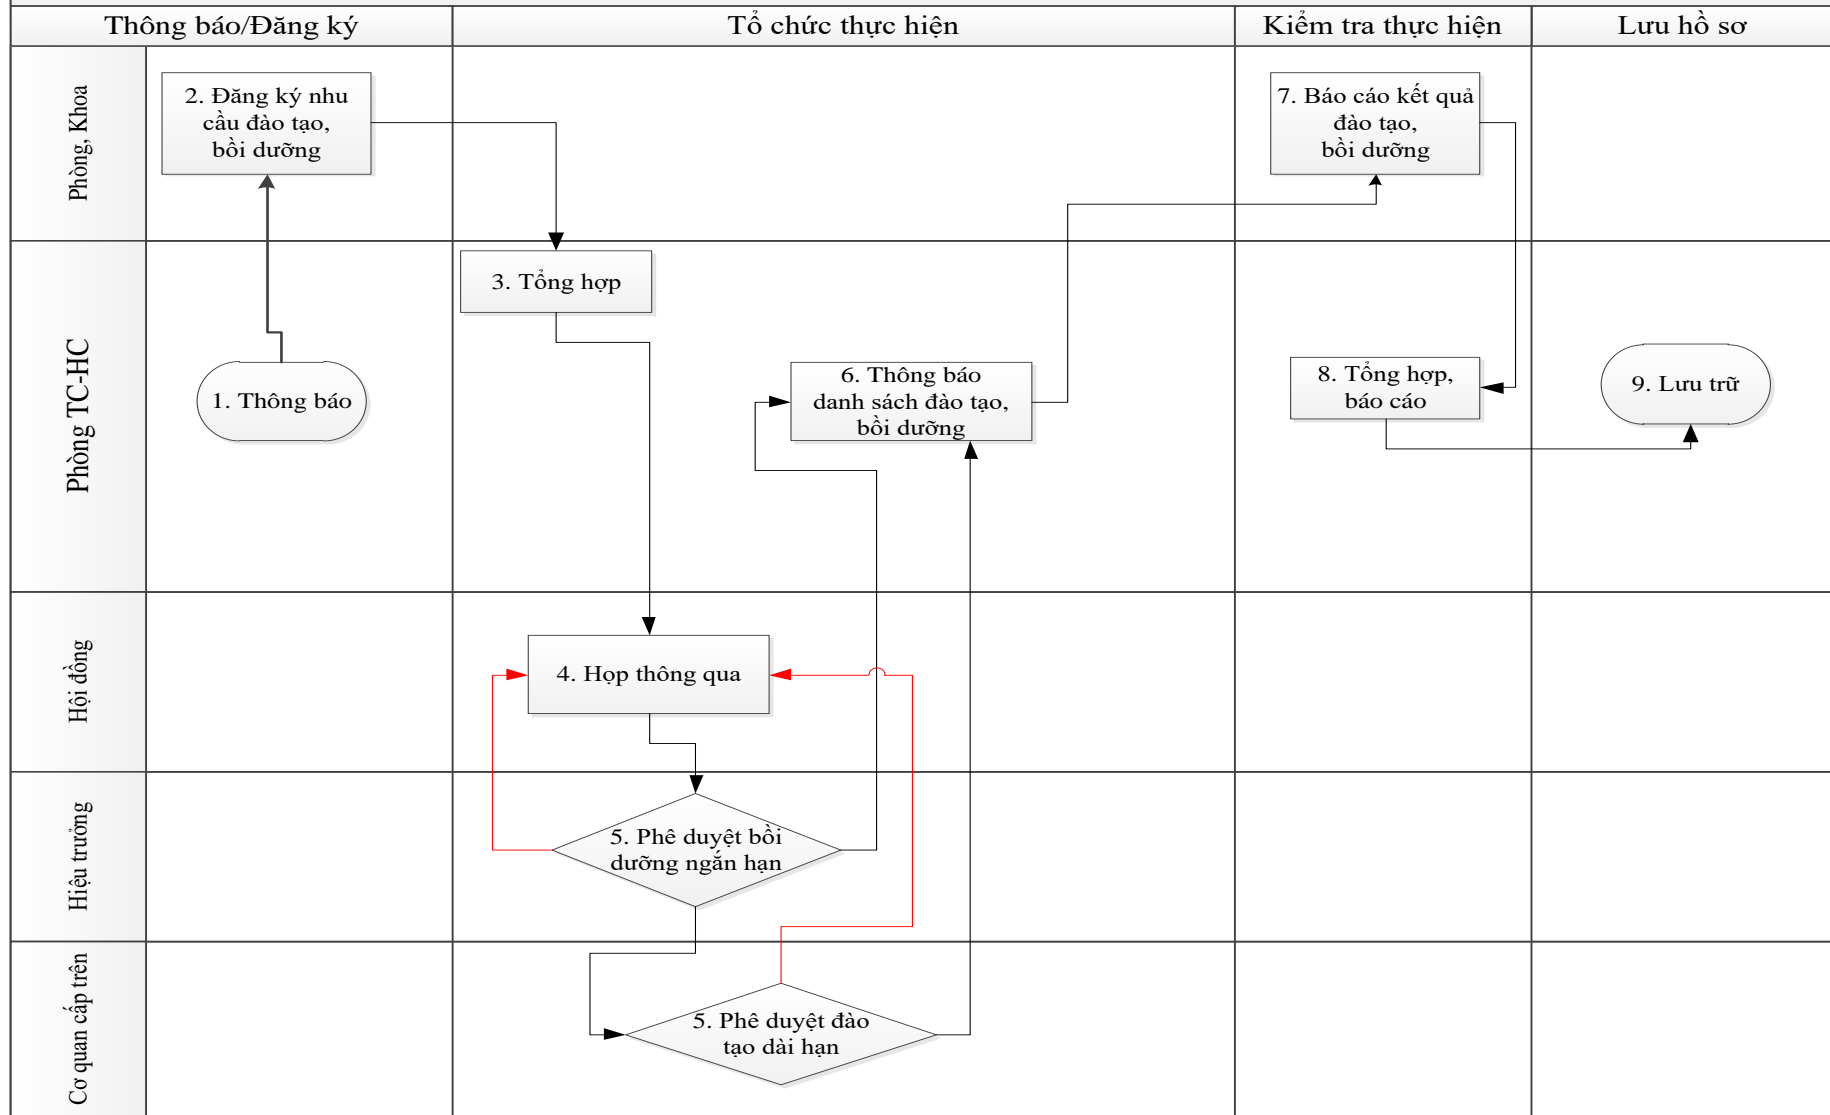 Thông báo/Đăng ký
Tổ chức thực hiện
Kiểm tra thực hiện
Lưu hồ sơ
Phòng, Khoa
2. Đăng ký nhu
cầu đào tạo,
bồi dưỡng
7. Báo cáo kết quả
đào tạo,
bồi dưỡng
Phòng TC-HC
3. Tổng hợp
1. Thông báo
6. Thông báo
danh sách đào tạo,
bồi dưỡng
8. Tổng hợp,
báo cáo
9. Lưu trữ
Hội đồng
4. Họp thông qua
Hiệu trưởng
5. Phê duyệt bồi
dưỡng ngắn hạn
Cơ quan cấp trên
5. Phê duyệt đào
tạo dài hạn